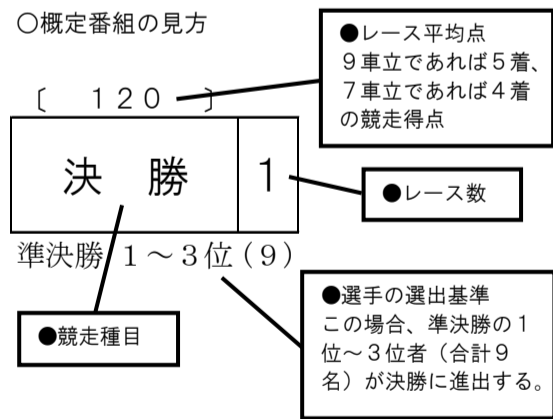 ○概定番組の見方
〔　１２０　〕
●レース平均点
９車立であれば５着、
７車立であれば４着
の競走得点
決　勝　１
●レース数
準決勝　１～３位（９）
●競走種目
●選手の選出基準
この場合、準決勝の１
位～３位者（合計９
名）が決勝に進出する。